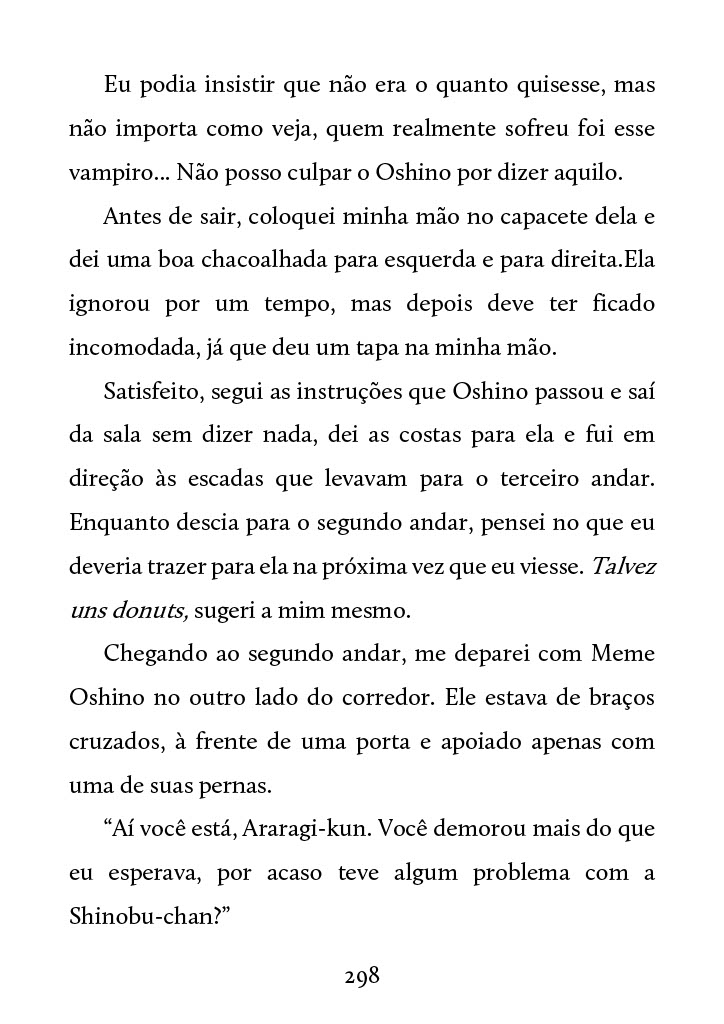 Eu podia insistir que não era o quanto quisesse, mas
não importa como veja, quem realmente sofreu foi esse
vampiro... Não posso culpar o Oshino por dizer aquilo.
Antes de sair, coloquei minha mão no capacete dela e
dei uma boa chacoalhada para esquerda e para direita.Ela
ignorou por um tempo, mas depois deve ter ficado
incomodada, já que deu um tapa na minha mão.
Satisfeito, segui as instruções que Oshino passou e saí
da sala sem dizer nada, dei as costas para ela e fui em
direção às escadas que levavam para o terceiro andar.
Enquanto descia para o segundo andar, pensei no que eu
deveria trazer para ela na próxima vez que eu viesse. Talvez
uns donuts, sugeri a mim mesmo.
Chegando ao segundo andar, me deparei com Meme
Oshino no outro lado do corredor. Ele estava de braços
cruzados, à frente de uma porta e apoiado apenas com
uma de suas pernas.
“Aí você está, Araragi-kun. Você demorou mais do que
eu esperava, por acaso teve algum problema com a
Shinobu-chan?”
298